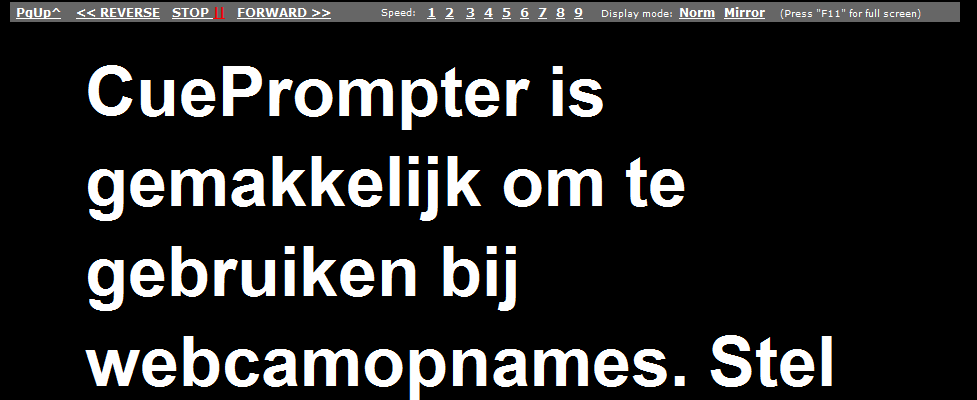 PgUp^ << REVERSE STOP || FORWARD >> Speed: 1 2 3 4 5 6 7 8 9 Display mode: Norm Mirror (Press "F11" for full screen)
CuePrompter is
gemakkelijk om te
gebruiken bij
webcamopnames. Stel